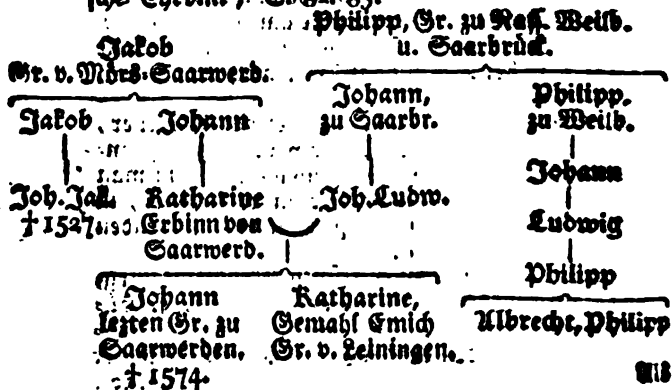 Philipp, Gr. zu Nass. Weilb.
u. Saarbrück.
Jakob
Gr. v. Mörs-Saarwerd.
Jakob Johann
Johann,
zu Saarbr.
Philipp.
zu Weilb.
Joh. Jak.
† 1527.
Katharine
Erbinn von
Saarwerd.
Joh. Ludw.
Johann
Ludwig
Philipp
Johann
lezten Gr. zu
Saarwerden.
† 1574.
Katharine,
Gemahl Emich
Gr. v. Leiningen.
Albrecht, Philipp
Als